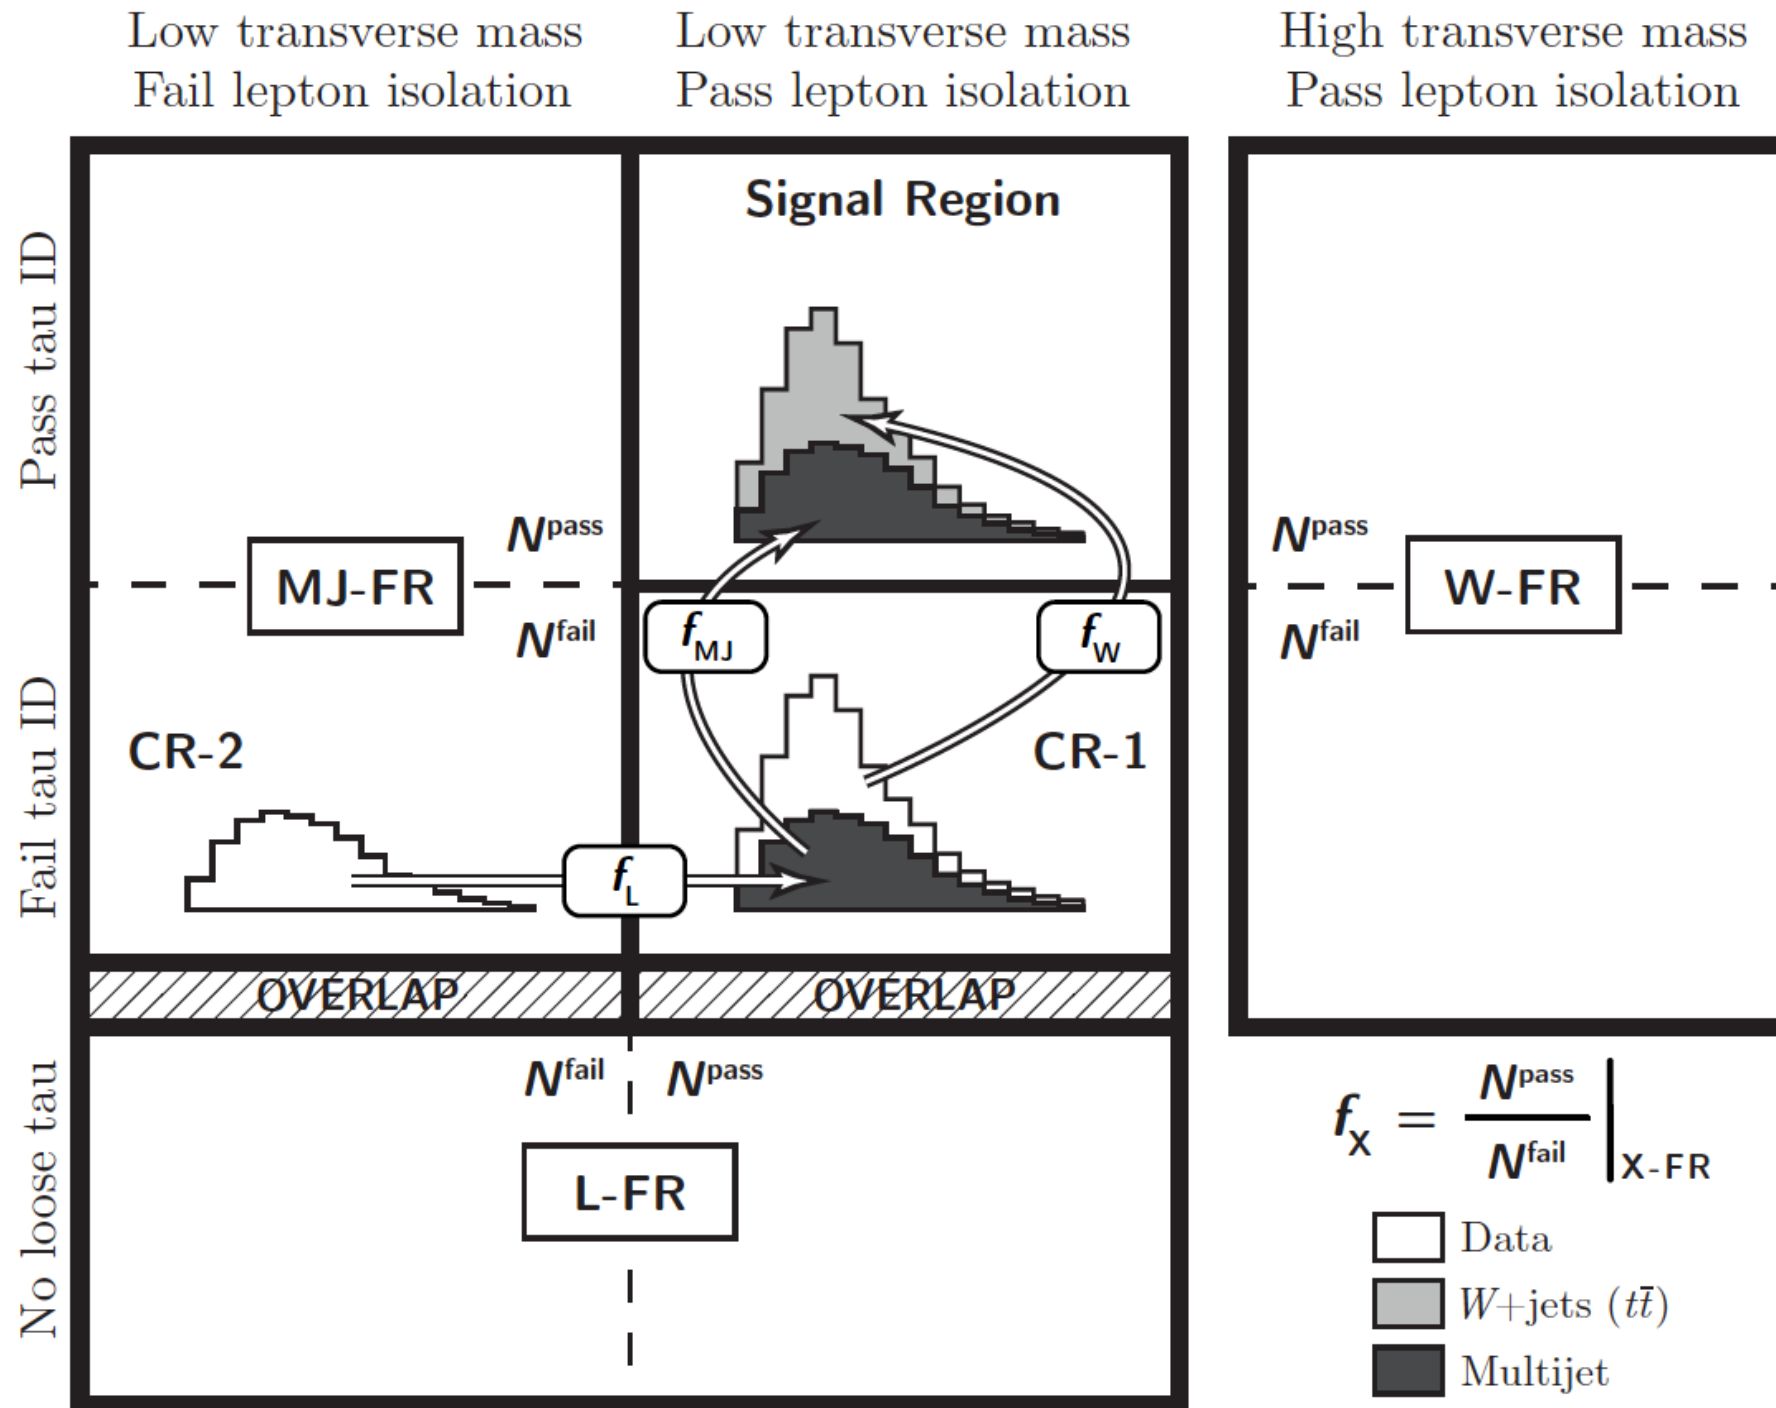 Low transverse mass
Fail lepton isolation
Low transverse mass
Pass lepton isolation
High transverse mass
Pass lepton isolation
Pass tau ID
Fail tau ID
No loose tau
Signal Region
MJ-FR
N^pass
N^fail
f_MJ
f_W
N^pass
N^fail
W-FR
CR-2
CR-1
f_L
OVERLAP
OVERLAP
N^fail
N^pass
L-FR
f_X = N^pass / N^fail |_X-FR
Data
W+jets (tt̄)
Multijet